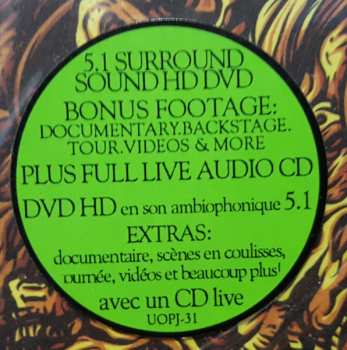 5.1 SURROUND
SOUND HD DVD
BONUS FOOTAGE:
DOCUMENTARY.BACKSTAGE.
TOUR.VIDEOS & MORE
PLUS FULL LIVE AUDIO CD
DVD HD en son ambiophonique 5.1
EXTRAS:
documentaire, scènes en coulisses,
tournée, vidéos et beaucoup plus!
avec un CD live
UOPJ-31